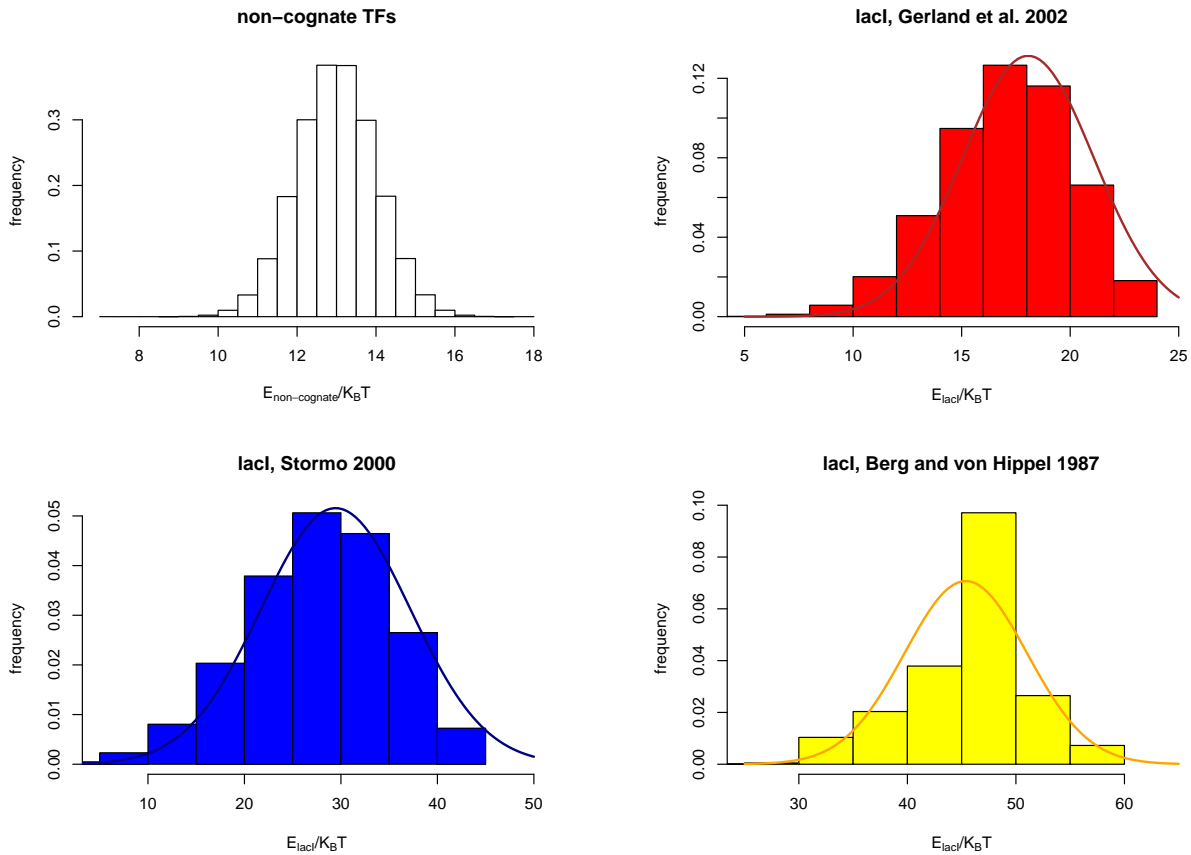 non−cognate TFs
frequency
0.0
0.1
0.2
0.3
8 10 12 14 16 18
Enon−cognate/KBT
lacI, Gerland et al. 2002
frequency
0.00
0.04
0.08
0.12
5 10 15 20 25
ElacI/KBT
lacI, Stormo 2000
frequency
0.00
0.01
0.02
0.03
0.04
0.05
10 20 30 40 50
ElacI/KBT
lacI, Berg and von Hippel 1987
frequency
0.00
0.02
0.04
0.06
0.08
0.10
30 40 50 60
ElacI/KBT